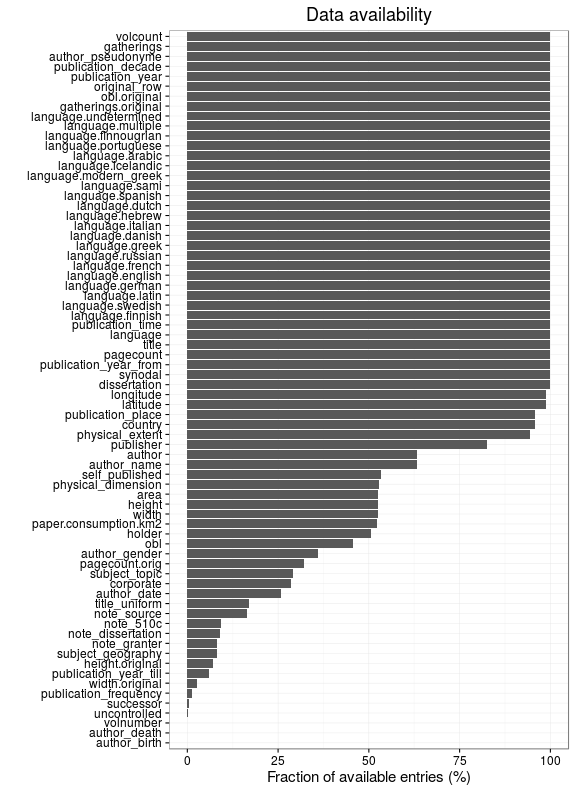 Data availability
volcount
gatherings
author_pseudonyme
publication_decade
publication_year
original_row
obl.original
gatherings.original
language.undetermined
language.multiple
language.finnougrian
language.portuguese
language.arabic
language.icelandic
language.modern_greek
language.sami
language.spanish
language.dutch
language.hebrew
language.italian
language.danish
language.greek
language.russian
language.french
language.english
language.german
language.latin
language.swedish
language.finnish
publication_time
language
title
pagecount
publication_year_from
synodal
dissertation
longitude
latitude
publication_place
country
physical_extent
publisher
author
author_name
self_published
physical_dimension
area
height
width
paper.consumption.km2
holder
obl
author_gender
pagecount.orig
subject_topic
corporate
author_date
title_uniform
note_source
note_510c
note_dissertation
note_granter
subject_geography
height.original
publication_year_till
width.original
publication_frequency
successor
uncontrolled
volnumber
author_death
author_birth
0 25 50 75 100
Fraction of available entries (%)